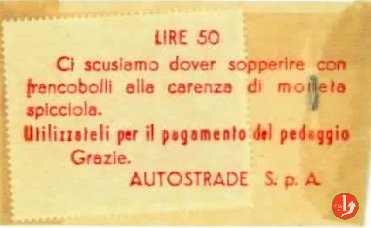 LIRE 50
Ci scusiamo dover sopperire con
francobolli alla carenza di moneta
spicciola.
Utilizzateli per il pagamento del pedaggio
Grazie.
AUTOSTRADE S. p A.